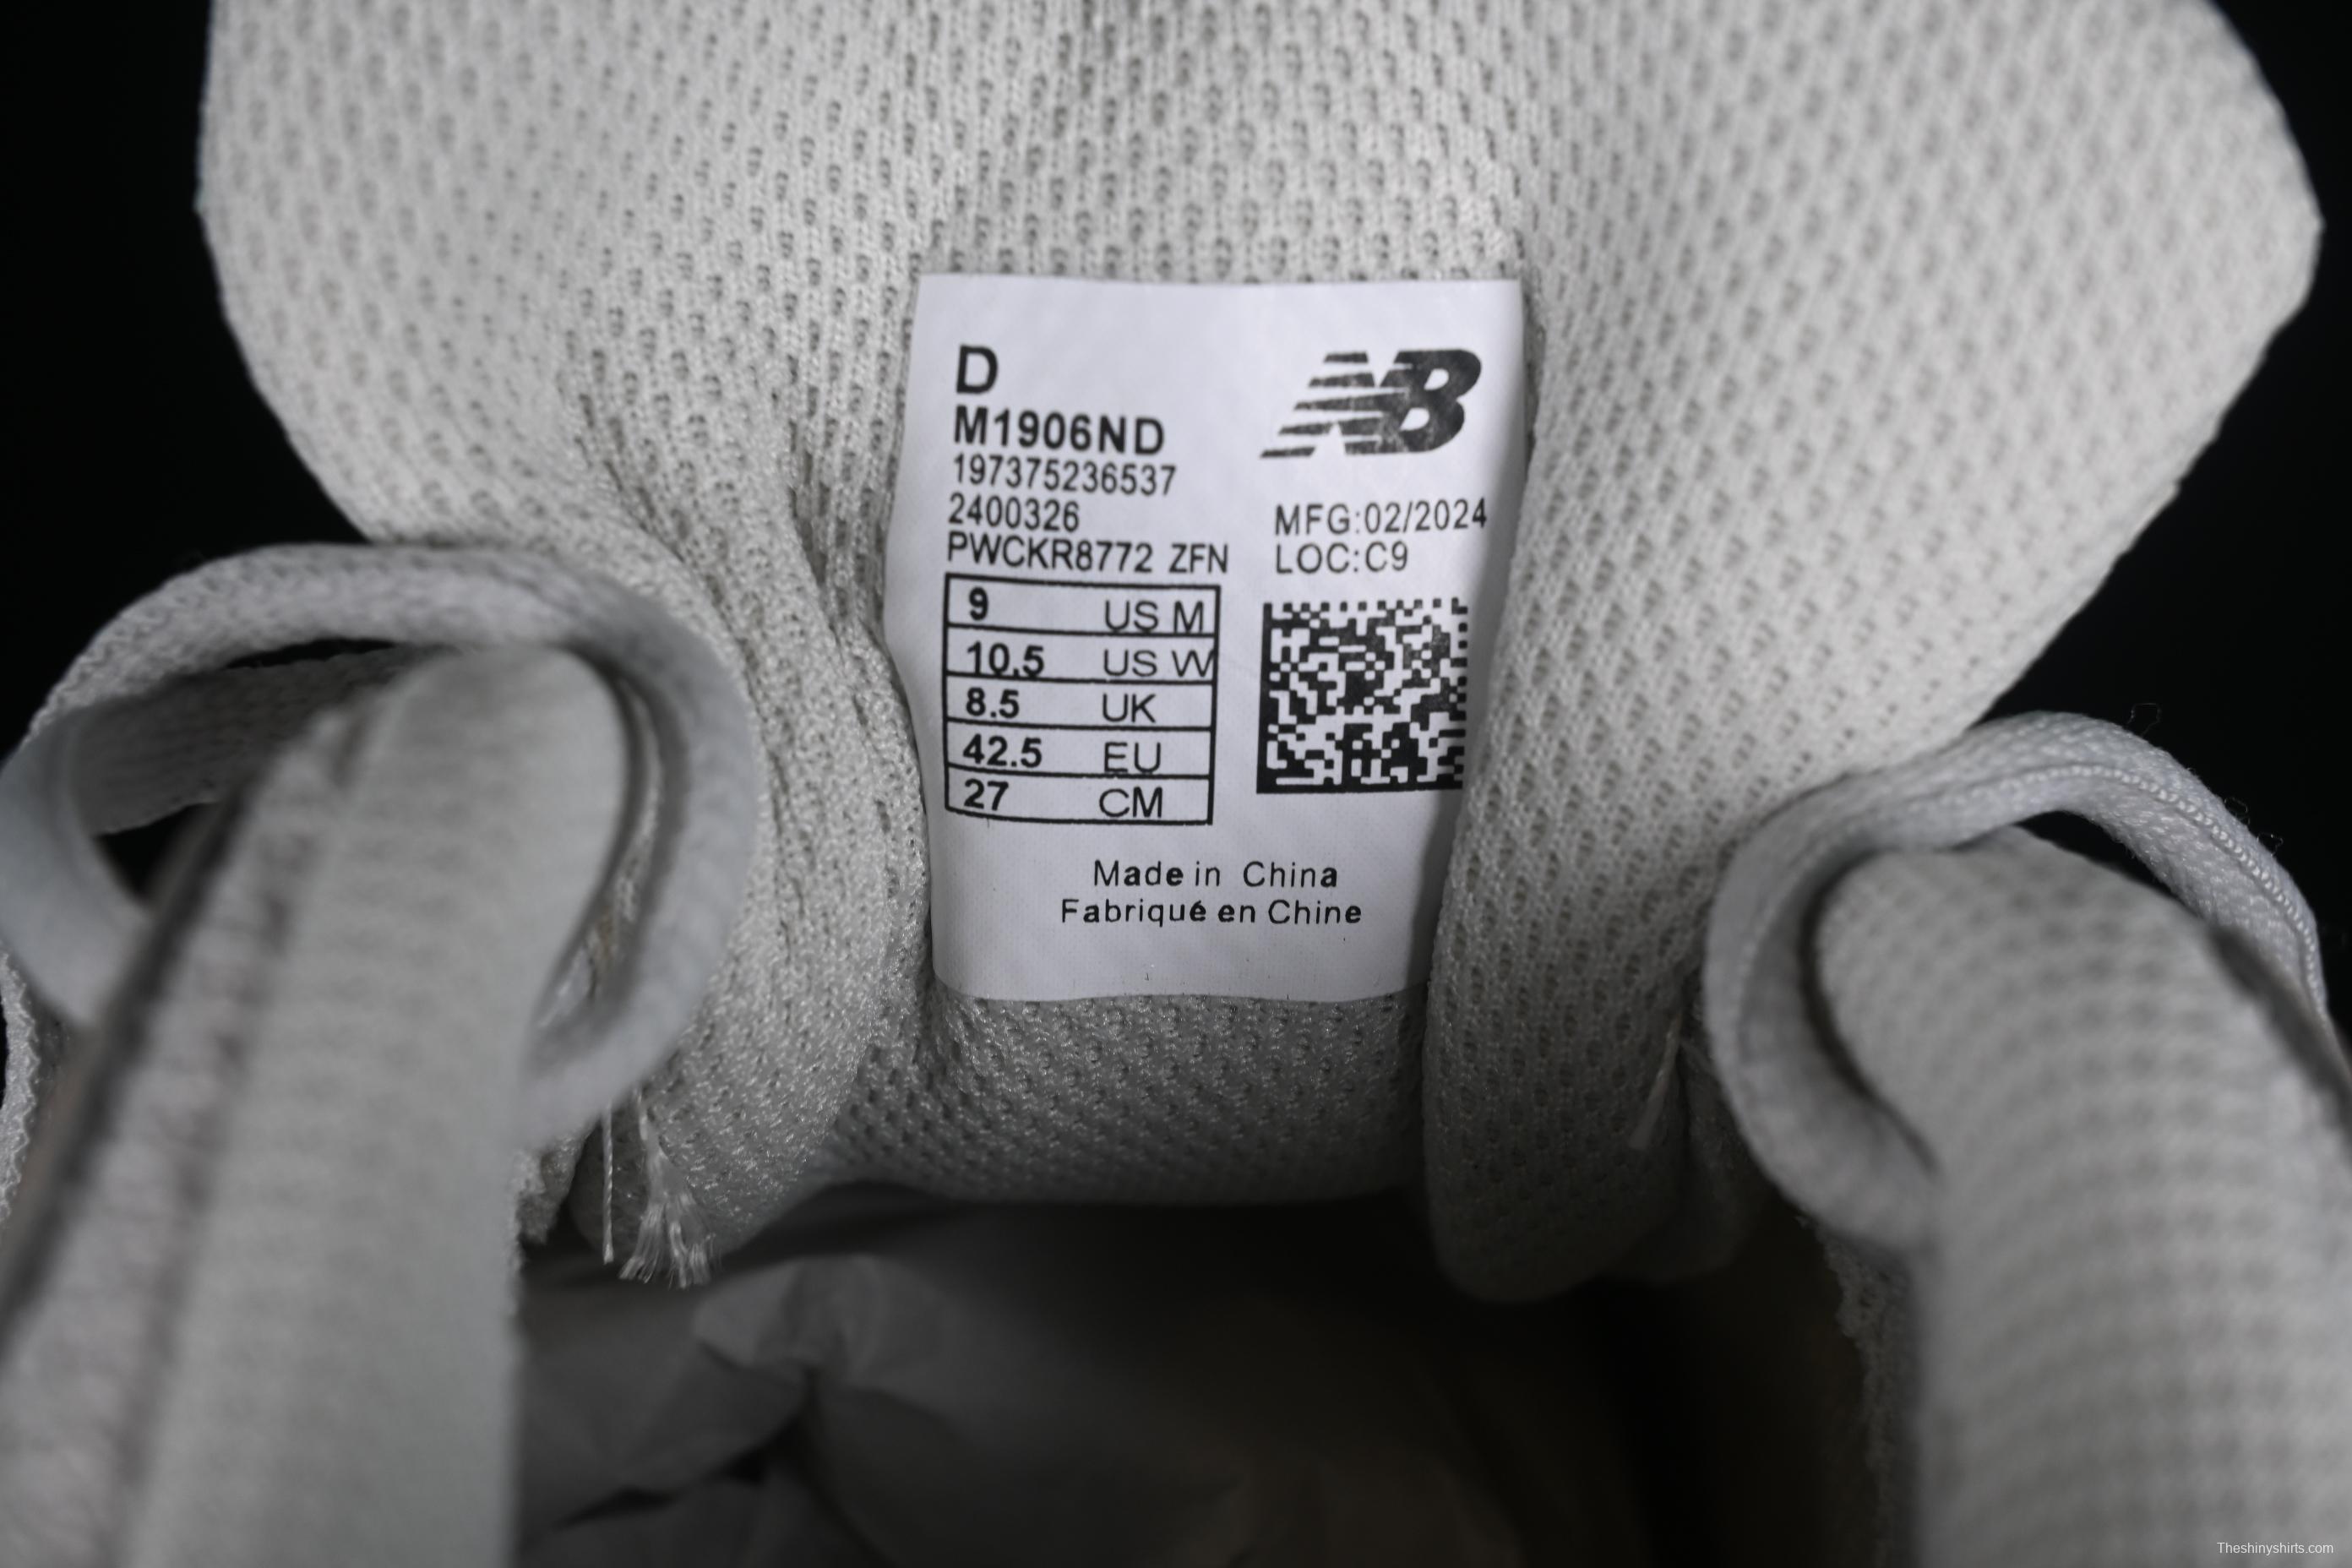 D
M1906ND
197375236537
2400326
PWCKR8772 ZFN
NB
MFG:02/2024
LOC:C9
9 US M
10.5 US W
8.5 UK
42.5 EU
27 CM
Made in China
Fabriqué en Chine
Theshinyshirts.com